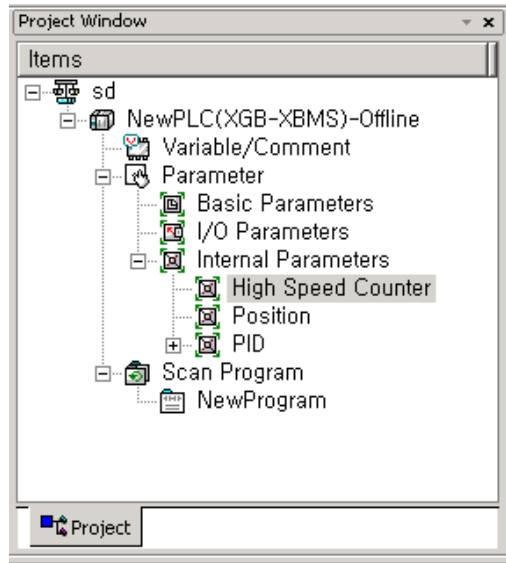 Project Window
Items
sd
NewPLC(XGB-XBMS)-Offline
Variable/Comment
Parameter
Basic Parameters
I/O Parameters
Internal Parameters
High Speed Counter
Position
PID
Scan Program
NewProgram
Project